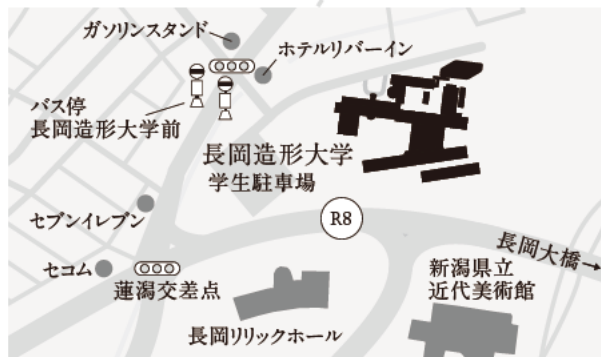 ガソリンスタンド
ホテルリバーイン
バス停
長岡造形大学前
長岡造形大学
学生駐車場
セブンイレブン
R8
長岡大橋→
セコム
蓮潟交差点
新潟県立
近代美術館
長岡リリックホール